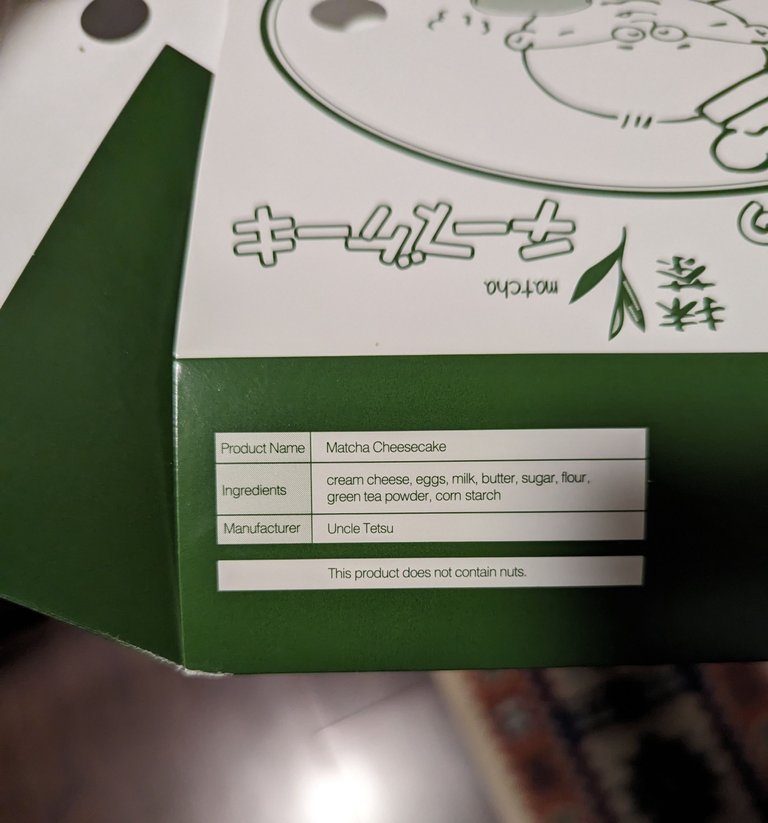 抹茶
matcha
チーズケーキ
Product Name Matcha Cheesecake
Ingredients cream cheese, eggs, milk, butter, sugar, flour,
green tea powder, corn starch
Manufacturer Uncle Tetsu
This product does not contain nuts.